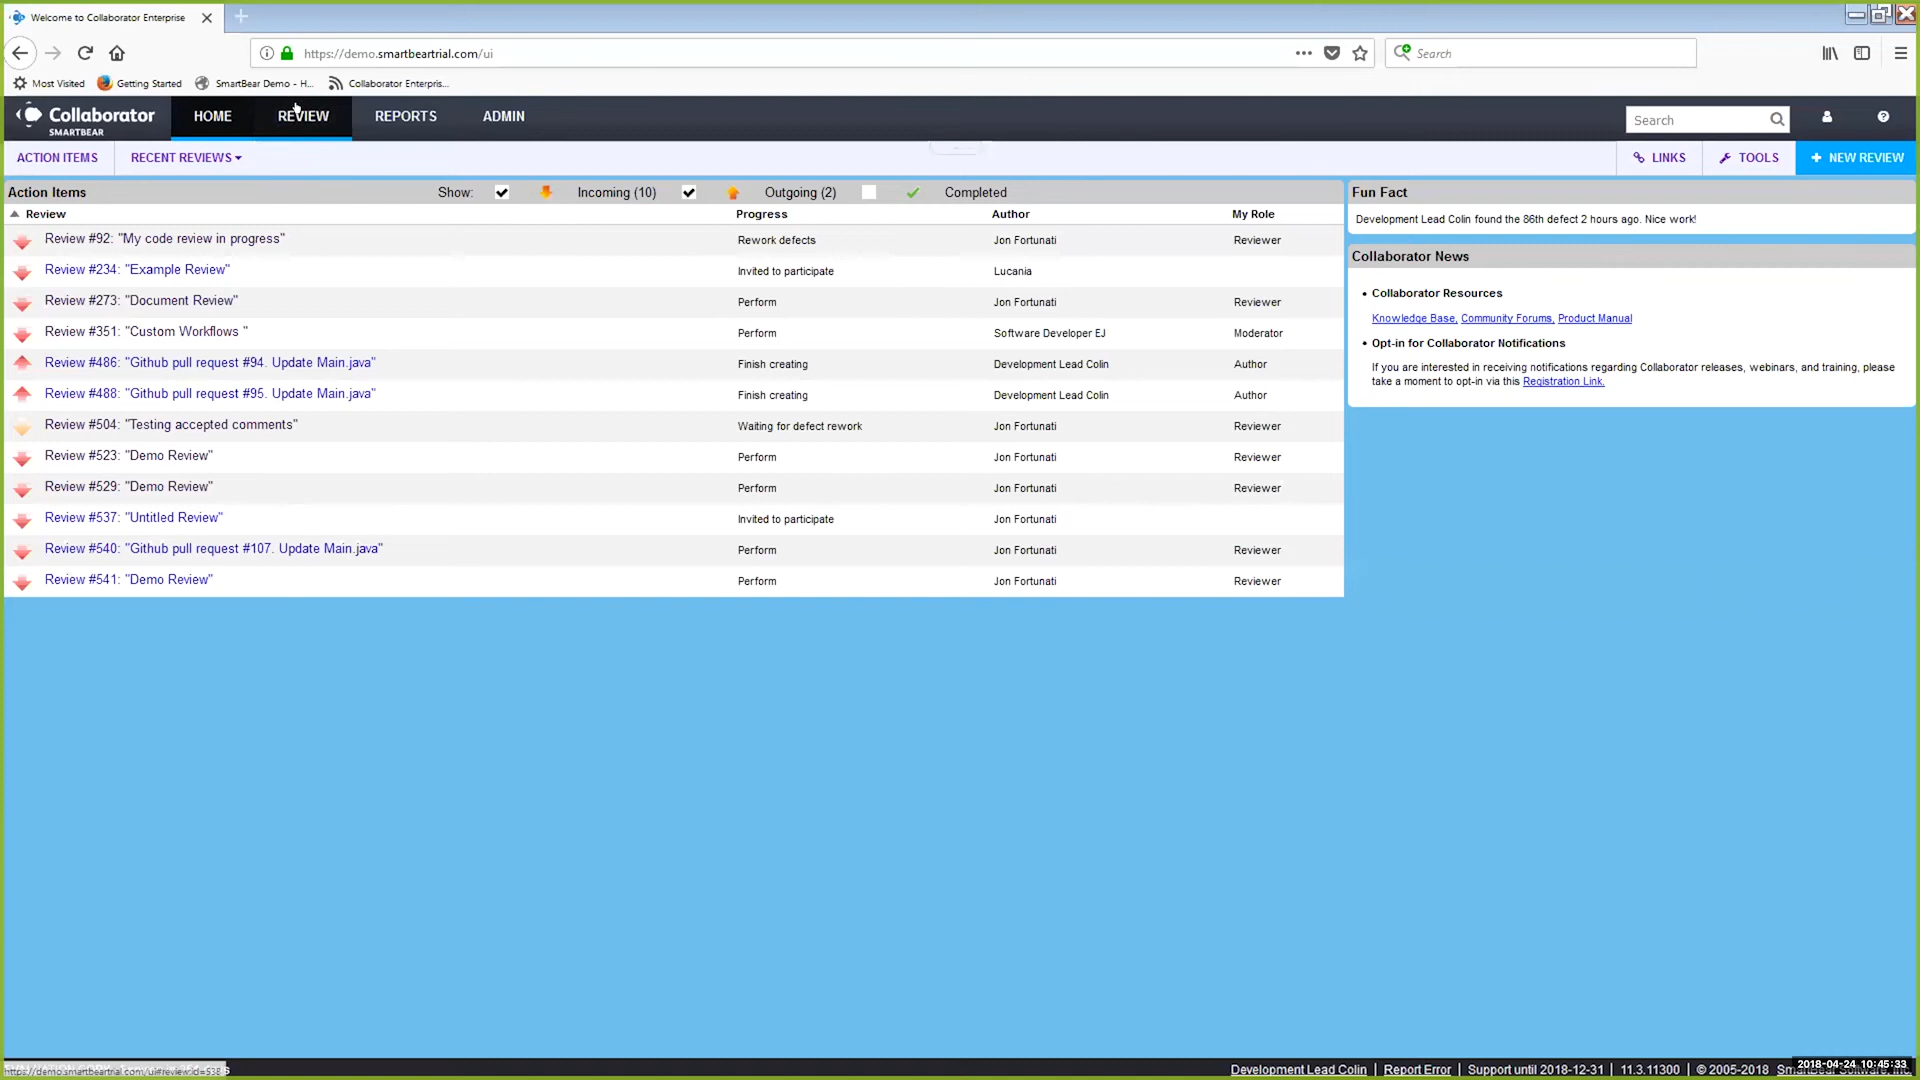 Welcome to Collaborator Enterprise
https://demo.smartbeartrial.com/ui
Search
Most Visited
Getting Started
SmartBear Demo - H...
Collaborator Enterpris...
Collaborator
SMARTBEAR
HOME
REVIEW
REPORTS
ADMIN
Search
ACTION ITEMS
RECENT REVIEWS
LINKS
TOOLS
+ NEW REVIEW
Action Items Show: Incoming (10) Outgoing (2) Completed
Review Progress Author My Role
Review #92: "My code review in progress" Rework defects Jon Fortunati Reviewer
Review #234: "Example Review" Invited to participate Lucania
Review #273: "Document Review" Perform Jon Fortunati Reviewer
Review #351: "Custom Workflows " Perform Software Developer EJ Moderator
Review #486: "Github pull request #94. Update Main.java" Finish creating Development Lead Colin Author
Review #488: "Github pull request #95. Update Main.java" Finish creating Development Lead Colin Author
Review #504: "Testing accepted comments" Waiting for defect rework Jon Fortunati Reviewer
Review #523: "Demo Review" Perform Jon Fortunati Reviewer
Review #529: "Demo Review" Perform Jon Fortunati Reviewer
Review #537: "Untitled Review" Invited to participate Jon Fortunati
Review #540: "Github pull request #107. Update Main.java" Perform Jon Fortunati Reviewer
Review #541: "Demo Review" Perform Jon Fortunati Reviewer
Fun Fact
Development Lead Colin found the 86th defect 2 hours ago. Nice work!
Collaborator News
• Collaborator Resources
Knowledge Base, Community Forums, Product Manual
• Opt-in for Collaborator Notifications
If you are interested in receiving notifications regarding Collaborator releases, webinars, and training, please
take a moment to opt-in via this Registration Link.
https://demo.smartbeartrial.com/ui#review:id=538
Development Lead Colin | Report Error | Support until 2018-12-31 | 11.3.11300 | © 2005-2018 SmartBear Software, Inc.
2018-04-24 10:45:33